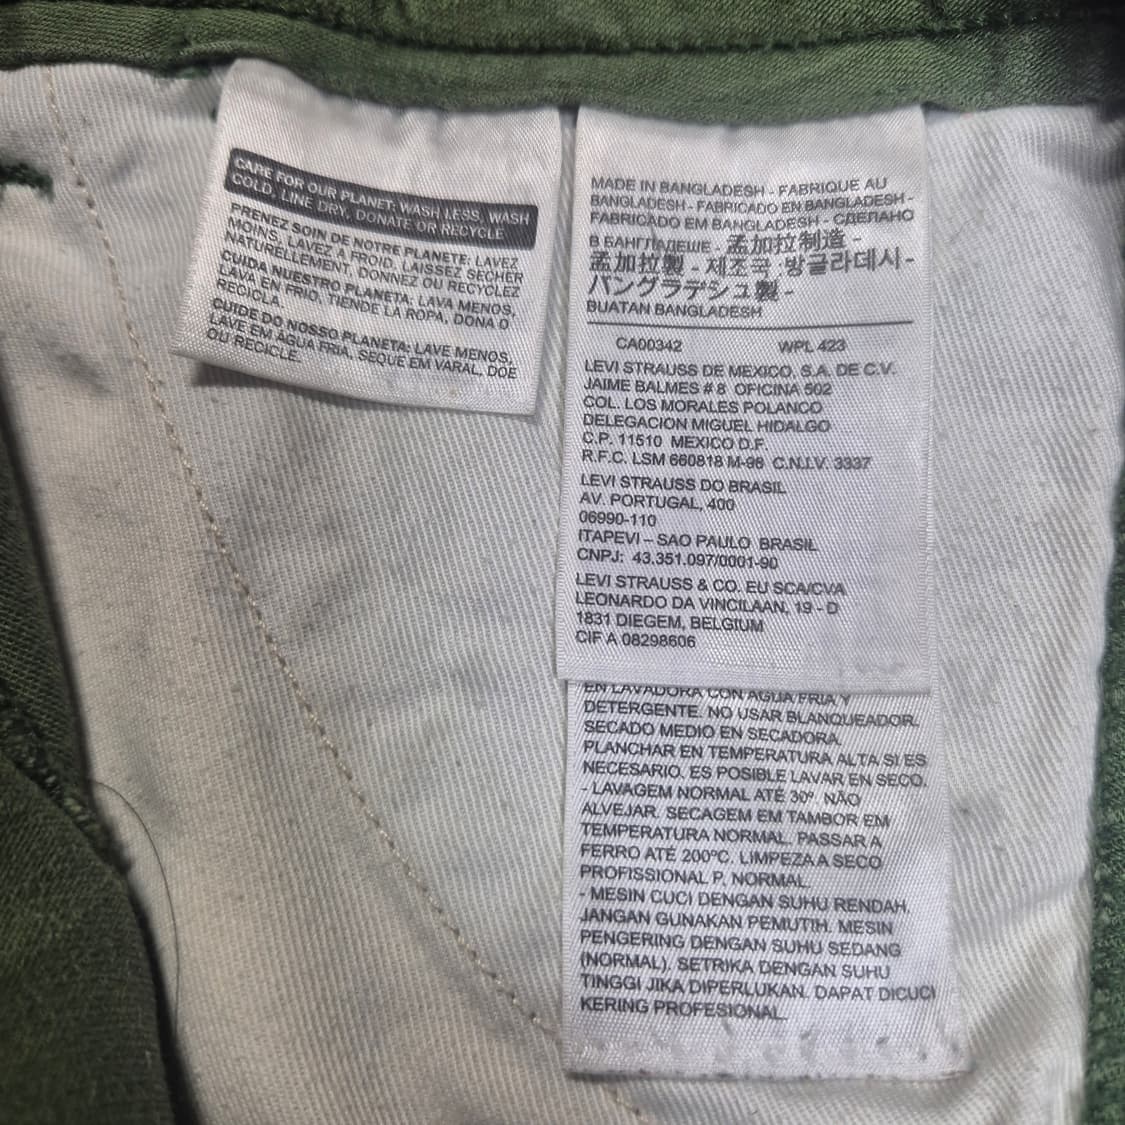 CARE FOR OUR PLANET: WASH LESS, WASH
COLD, LINE DRY, DONATE OR RECYCLE
PRENEZ SOIN DE NOTRE PLANETE: LAVEZ
MOINS, LAVEZ A FROID, LAISSEZ SECHER
NATURELLEMENT, DONNEZ OU RECYCLEZ
CUIDA NUESTRO PLANETA: LAVA MENOS,
LAVA EN FRIO, TIENDE LA ROPA, DONA O
RECICLA.
CUIDE DO NOSSO PLANETA: LAVE MENOS,
LAVE EM ÁGUA FRIA, SEQUE EM VARAL, DOE
OU RECICLE.
MADE IN BANGLADESH - FABRIQUE AU
BANGLADESH - FABRICADO EN BANGLADESH -
FABRICADO EM BANGLADESH - СДЕЛАНО
В БАНГЛАДЕШЕ - 孟加拉制造 -
孟加拉製 - 제조국 :방글라데시 -
バングラデシュ製 -
BUATAN BANGLADESH
CA00342 WPL 423
LEVI STRAUSS DE MEXICO, S.A. DE C.V.
JAIME BALMES # 8 OFICINA 502
COL. LOS MORALES POLANCO
DELEGACION MIGUEL HIDALGO
C.P. 11510 MEXICO D.F.
R.F.C. LSM 660818 M-96 C.N.I.V. 3337
LEVI STRAUSS DO BRASIL
AV. PORTUGAL, 400
06990-110
ITAPEVI – SAO PAULO BRASIL
CNPJ: 43.351.097/0001-90
LEVI STRAUSS & CO. EU SCA/CVA
LEONARDO DA VINCILAAN, 19 - D
1831 DIEGEM, BELGIUM
CIF A 08298606
EN LAVADORA CON AGUA FRIA Y
DETERGENTE. NO USAR BLANQUEADOR.
SECADO MEDIO EN SECADORA.
PLANCHAR EN TEMPERATURA ALTA SI ES
NECESARIO. ES POSIBLE LAVAR EN SECO.
- LAVAGEM NORMAL ATÉ 30º. NÃO
ALVEJAR. SECAGEM EM TAMBOR EM
TEMPERATURA NORMAL. PASSAR A
FERRO ATÉ 200ºC. LIMPEZA A SECO
PROFISSIONAL P, NORMAL.
- MESIN CUCI DENGAN SUHU RENDAH.
JANGAN GUNAKAN PEMUTIH. MESIN
PENGERING DENGAN SUHU SEDANG
(NORMAL). SETRIKA DENGAN SUHU
TINGGI JIKA DIPERLUKAN. DAPAT DICUCI
KERING PROFESIONAL.